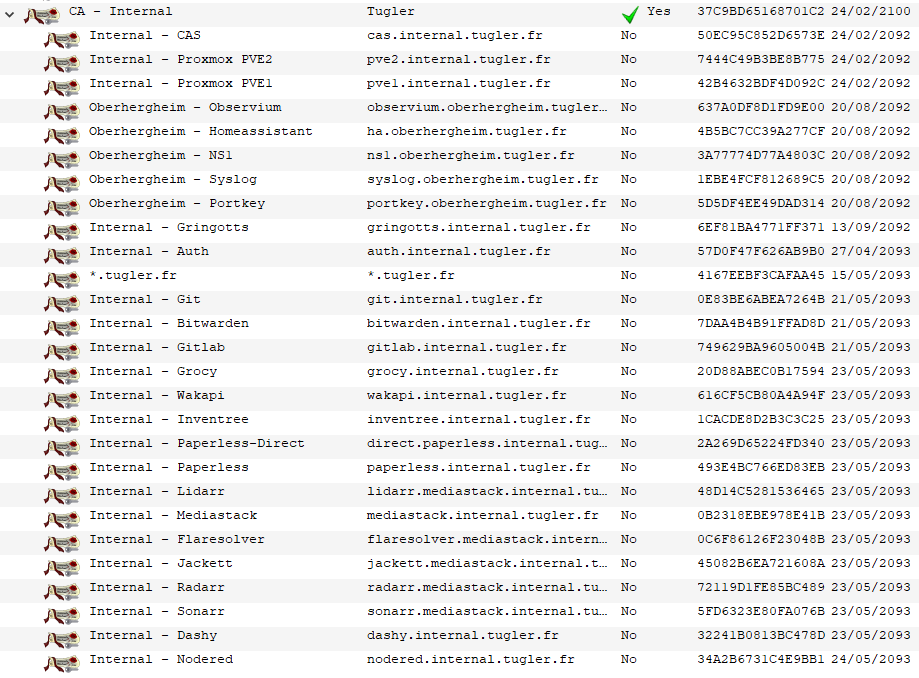 CA - Internal Tugler Yes 37C9BD65168701C2 24/02/2100
Internal - CAS cas.internal.tugler.fr No 50EC95C852D6573E 24/02/2092
Internal - Proxmox PVE2 pve2.internal.tugler.fr No 7444C49B3BE8B775 24/02/2092
Internal - Proxmox PVE1 pve1.internal.tugler.fr No 42B4632BDF4D092C 24/02/2092
Oberhergheim - Observium observium.oberhergheim.tugler... No 637A0DF8D1FD9E00 20/08/2092
Oberhergheim - Homeassistant ha.oberhergheim.tugler.fr No 4B5BC7CC39A277CF 20/08/2092
Oberhergheim - NS1 ns1.oberhergheim.tugler.fr No 3A77774D77A4803C 20/08/2092
Oberhergheim - Syslog syslog.oberhergheim.tugler.fr No 1EBE4FCF812689C5 20/08/2092
Oberhergheim - Portkey portkey.oberhergheim.tugler.fr No 5D5DF4EE49DAD314 20/08/2092
Internal - Gringotts gringotts.internal.tugler.fr No 6EF81BA4771FF371 13/09/2092
Internal - Auth auth.internal.tugler.fr No 57D0F47F626AB9B0 27/04/2093
*.tugler.fr *.tugler.fr No 4167EEBF3CAFAA45 15/05/2093
Internal - Git git.internal.tugler.fr No 0E83BE6ABEA7264B 21/05/2093
Internal - Bitwarden bitwarden.internal.tugler.fr No 7DAA4B4B91FFAD8D 21/05/2093
Internal - Gitlab gitlab.internal.tugler.fr No 749629BA9605004B 21/05/2093
Internal - Grocy grocy.internal.tugler.fr No 20D88ABEC0B17594 23/05/2093
Internal - Wakapi wakapi.internal.tugler.fr No 616CF5CB80A4A94F 23/05/2093
Internal - Inventree inventree.internal.tugler.fr No 1CACDE8D2B3C3C25 23/05/2093
Internal - Paperless-Direct direct.paperless.internal.tug... No 2A269D65224FD340 23/05/2093
Internal - Paperless paperless.internal.tugler.fr No 493E4BC766ED83EB 23/05/2093
Internal - Lidarr lidarr.mediastack.internal.tu... No 48D14C5281536465 23/05/2093
Internal - Mediastack mediastack.internal.tugler.fr No 0B2318EBE978E41B 23/05/2093
Internal - Flaresolver flaresolver.mediastack.intern... No 0C6F86126F23048B 23/05/2093
Internal - Jackett jackett.mediastack.internal.t... No 45082B6EA721608A 23/05/2093
Internal - Radarr radarr.mediastack.internal.tu... No 72119D1FE85BC489 23/05/2093
Internal - Sonarr sonarr.mediastack.internal.tu... No 5FD6323E80FA076B 23/05/2093
Internal - Dashy dashy.internal.tugler.fr No 32241B0813BC478D 23/05/2093
Internal - Nodered nodered.internal.tugler.fr No 34A2B6731C4E9BB1 24/05/2093